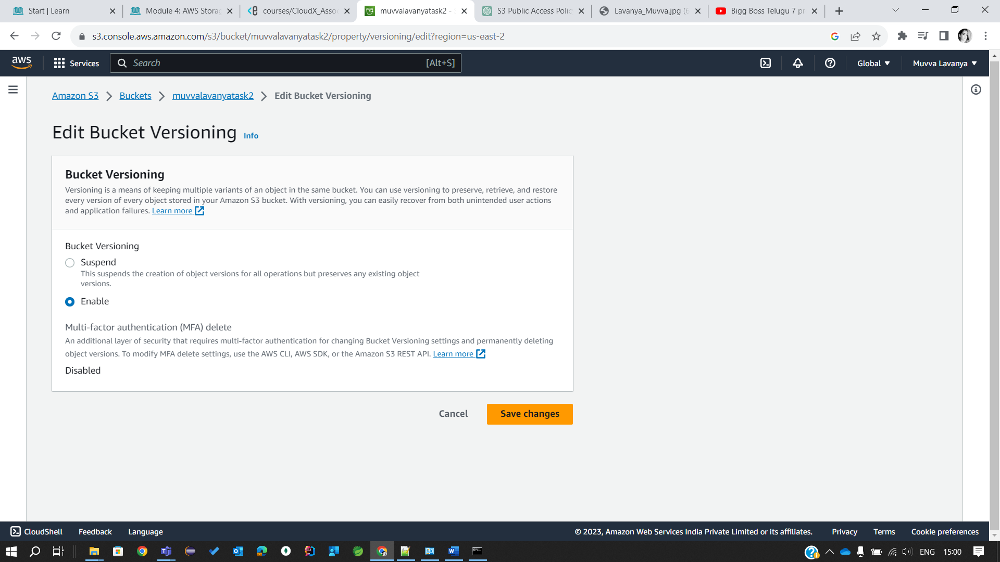 Start | Learn
Module 4: AWS Storag
courses/CloudX_Asso
muvvalavanyatask2 -
S3 Public Access Polic
Lavanya_Muvva.jpg (6
Bigg Boss Telugu 7 pr
s3.console.aws.amazon.com/s3/bucket/muvvalavanyatask2/property/versioning/edit?region=us-east-2
aws
Services
Search
[Alt+S]
Global
Muvva Lavanya
Amazon S3
Buckets
muvvalavanyatask2
Edit Bucket Versioning
Edit Bucket Versioning Info
Bucket Versioning
Versioning is a means of keeping multiple variants of an object in the same bucket. You can use versioning to preserve, retrieve, and restore
every version of every object stored in your Amazon S3 bucket. With versioning, you can easily recover from both unintended user actions
and application failures. Learn more
Bucket Versioning
Suspend
This suspends the creation of object versions for all operations but preserves any existing object
versions.
Enable
Multi-factor authentication (MFA) delete
An additional layer of security that requires multi-factor authentication for changing Bucket Versioning settings and permanently deleting
object versions. To modify MFA delete settings, use the AWS CLI, AWS SDK, or the Amazon S3 REST API. Learn more
Disabled
Cancel
Save changes
CloudShell
Feedback
Language
© 2023, Amazon Web Services India Private Limited or its affiliates.
Privacy
Terms
Cookie preferences
ENG
15:00